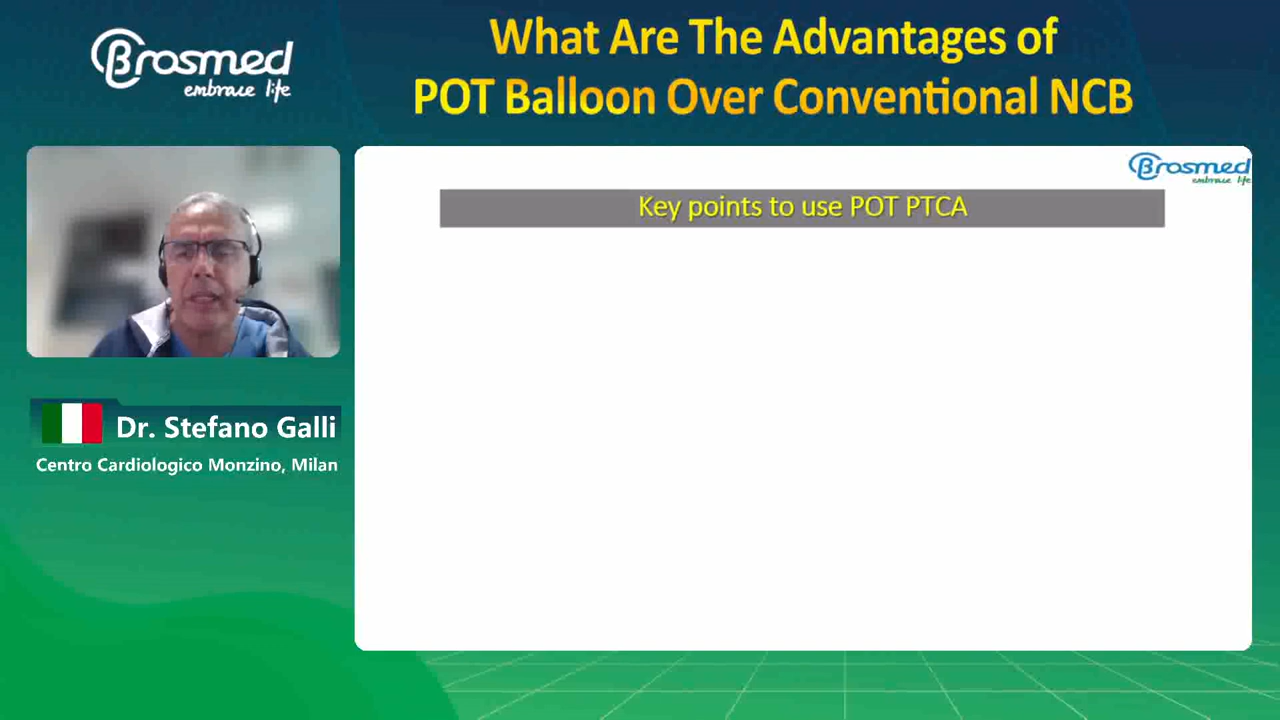 Brosmed
embrace life
What Are The Advantages of
POT Balloon Over Conventional NCB
Brosmed
embrace life
Key points to use POT PTCA
Dr. Stefano Galli
Centro Cardiologico Monzino, Milan